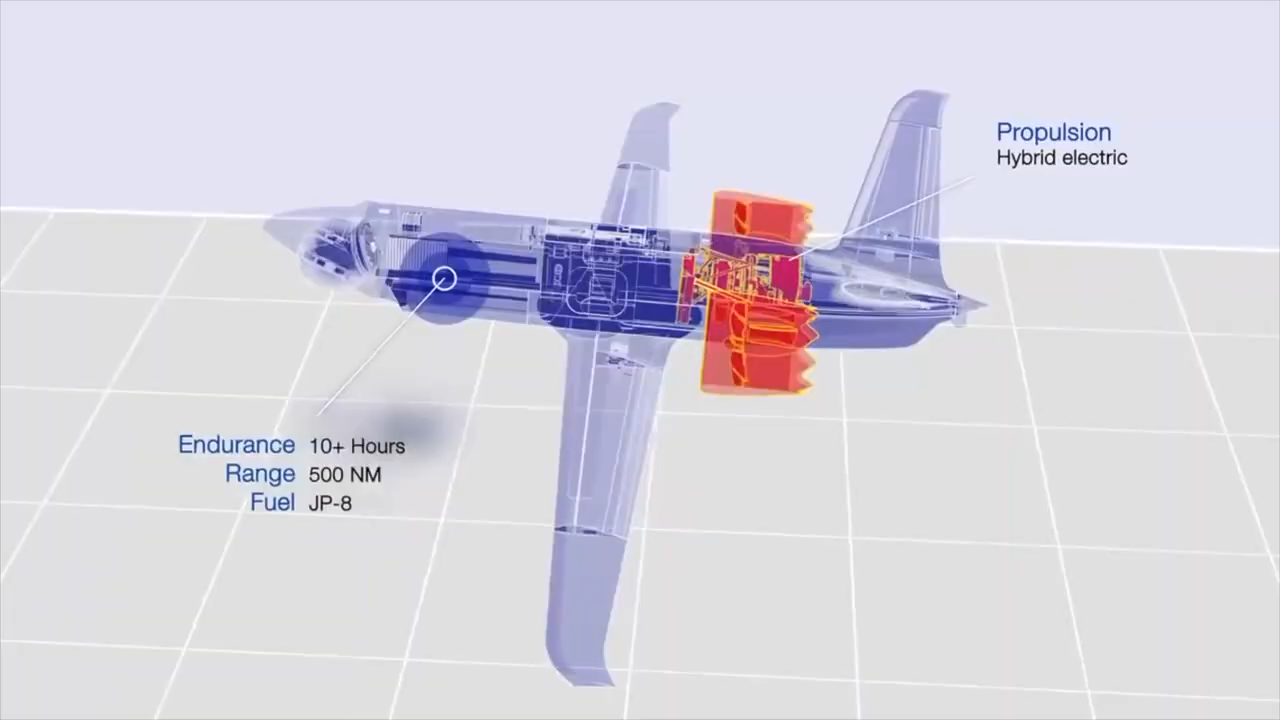 Propulsion
Hybrid electric
Endurance 10+ Hours
Range 500 NM
Fuel JP-8